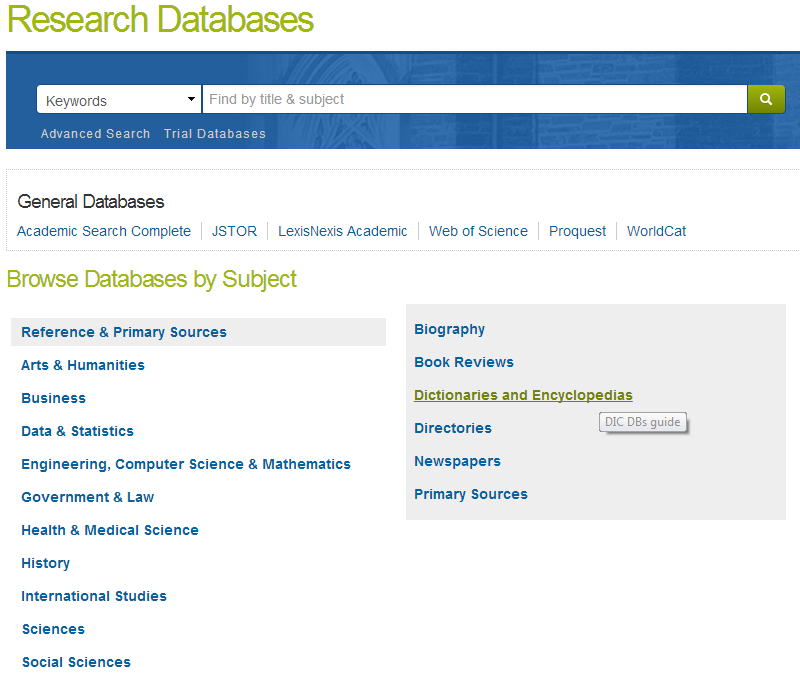 Research Databases
Keywords
Find by title & subject
Advanced Search Trial Databases
General Databases
Academic Search Complete JSTOR LexisNexis Academic Web of Science Proquest WorldCat
Browse Databases by Subject
Reference & Primary Sources
Arts & Humanities
Business
Data & Statistics
Engineering, Computer Science & Mathematics
Government & Law
Health & Medical Science
History
International Studies
Sciences
Social Sciences
Biography
Book Reviews
Dictionaries and Encyclopedias
DIC DBs guide
Directories
Newspapers
Primary Sources